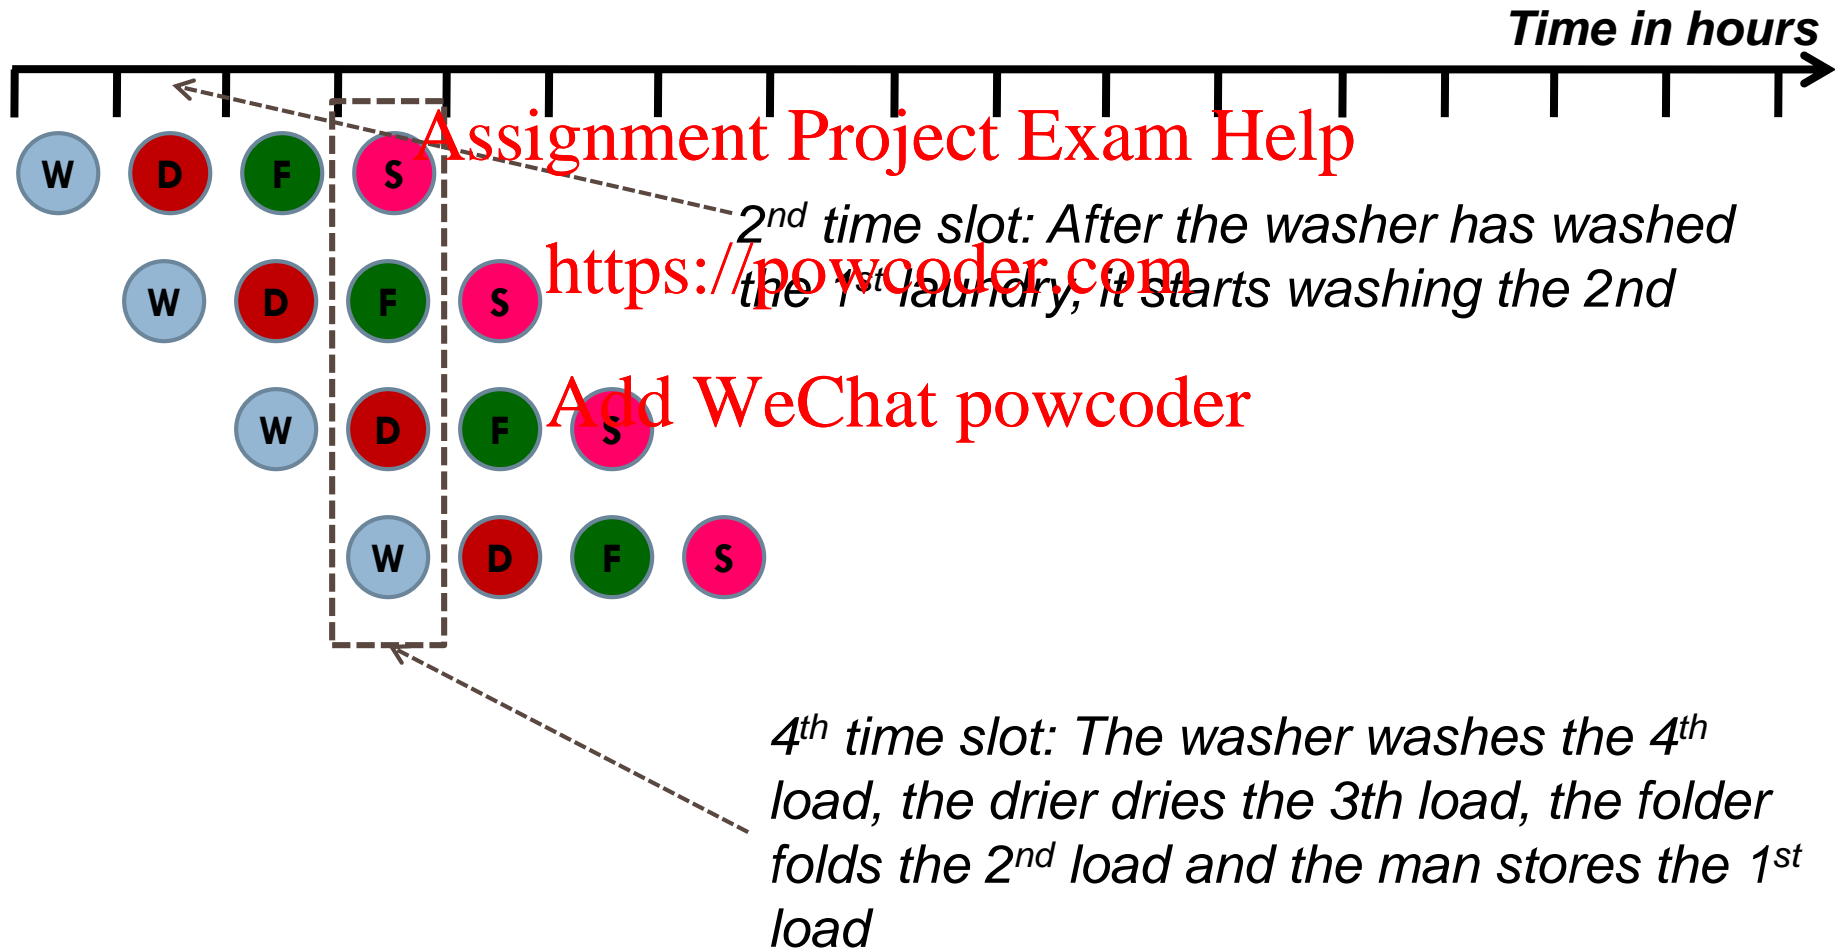 Time in hours
Assignment Project Exam Help
W D F S
2nd time slot: After the washer has washed
the 1st laundry, it starts washing the 2nd
https://powcoder.com
W D F S
Add WeChat powcoder
W D F S
W D F S
4th time slot: The washer washes the 4th
load, the drier dries the 3th load, the folder
folds the 2nd load and the man stores the 1st
load